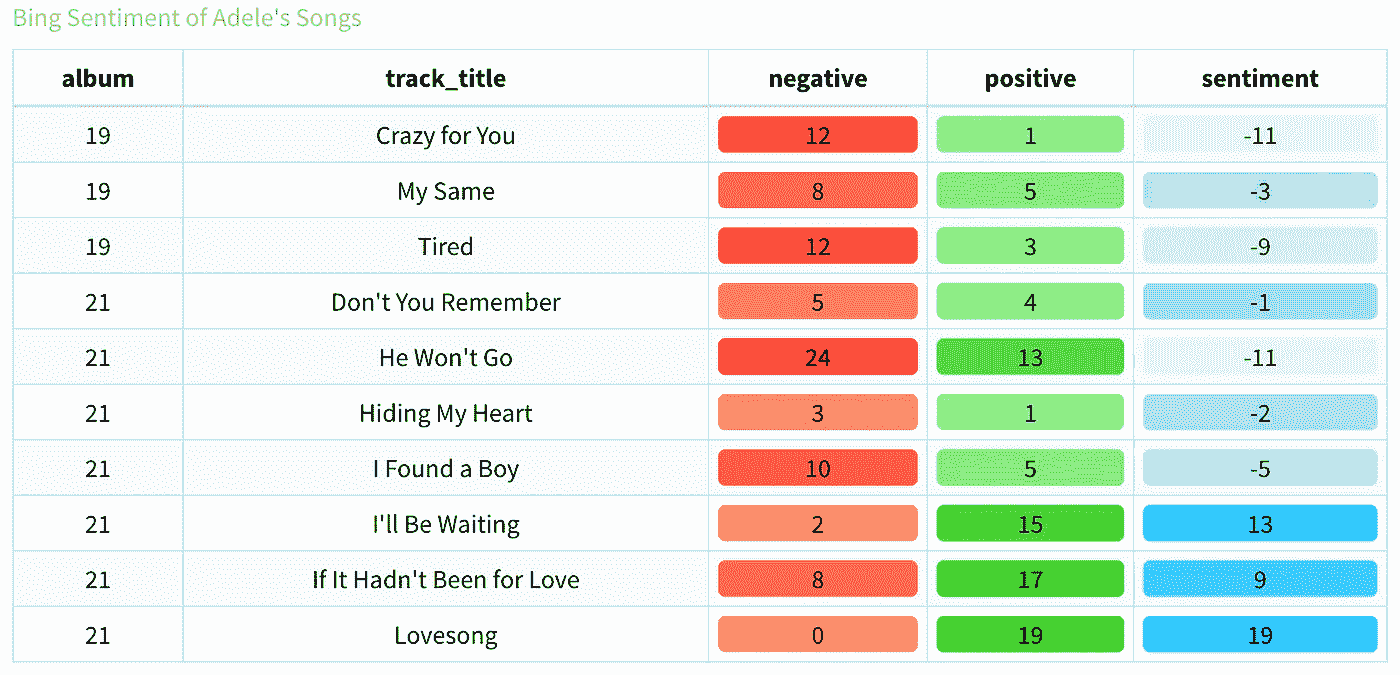 Bing Sentiment of Adele's Songs
album track_title negative positive sentiment
19 Crazy for You 12 1 -11
19 My Same 8 5 -3
19 Tired 12 3 -9
21 Don't You Remember 5 4 -1
21 He Won't Go 24 13 -11
21 Hiding My Heart 3 1 -2
21 I Found a Boy 10 5 -5
21 I'll Be Waiting 2 15 13
21 If It Hadn't Been for Love 8 17 9
21 Lovesong 0 19 19